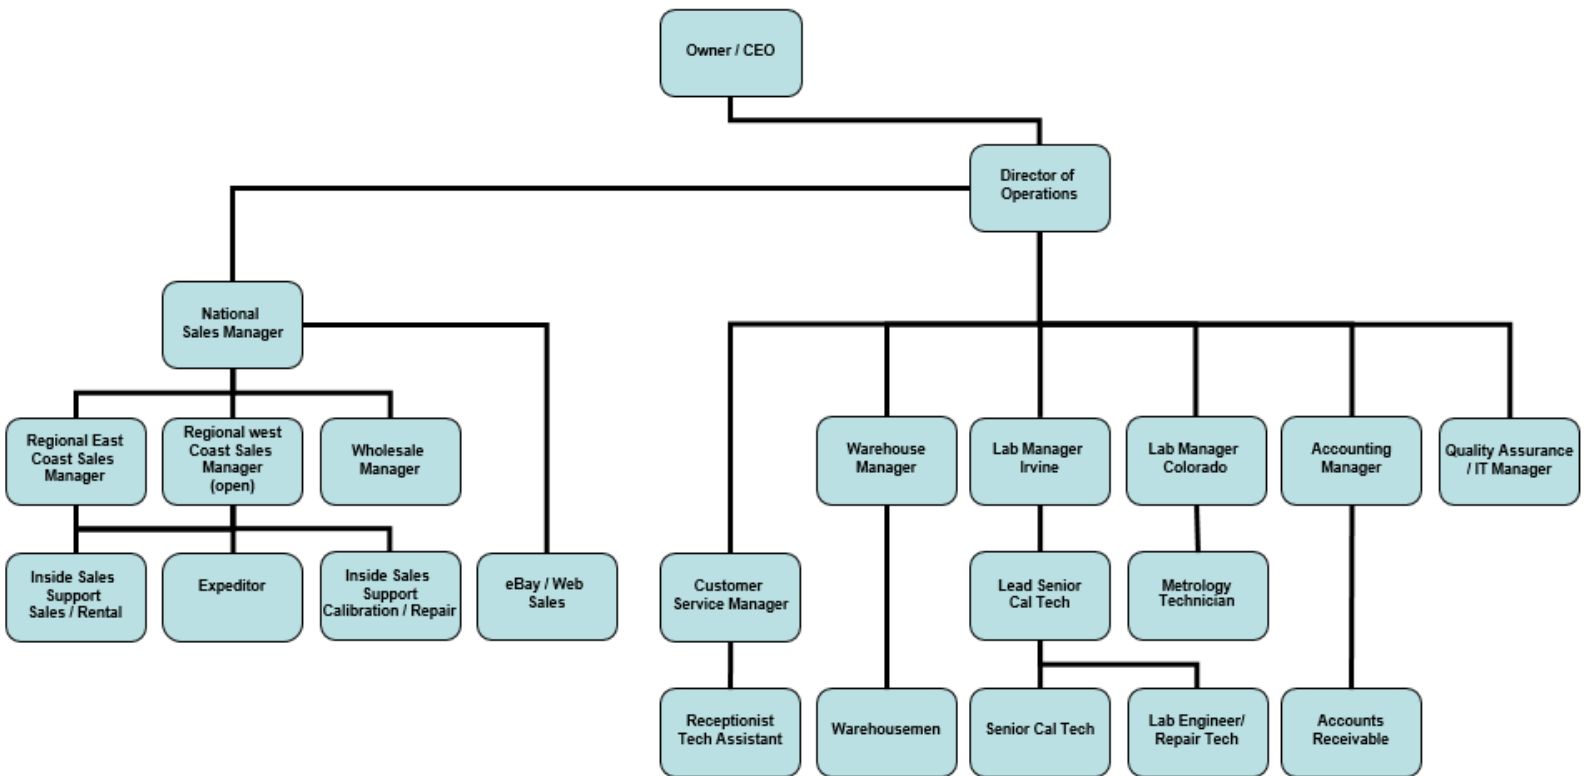 Owner / CEO
Director of
Operations
National
Sales Manager
Regional East
Coast Sales
Manager
Regional west
Coast Sales
Manager
(open)
Wholesale
Manager
Warehouse
Manager
Lab Manager
Irvine
Lab Manager
Colorado
Accounting
Manager
Quality Assurance
/ IT Manager
Inside Sales
Support
Sales / Rental
Expeditor
Inside Sales
Support
Calibration / Repair
eBay / Web
Sales
Customer
Service Manager
Lead Senior
Cal Tech
Metrology
Technician
Receptionist
Tech Assistant
Warehousemen
Senior Cal Tech
Lab Engineer/
Repair Tech
Accounts
Receivable